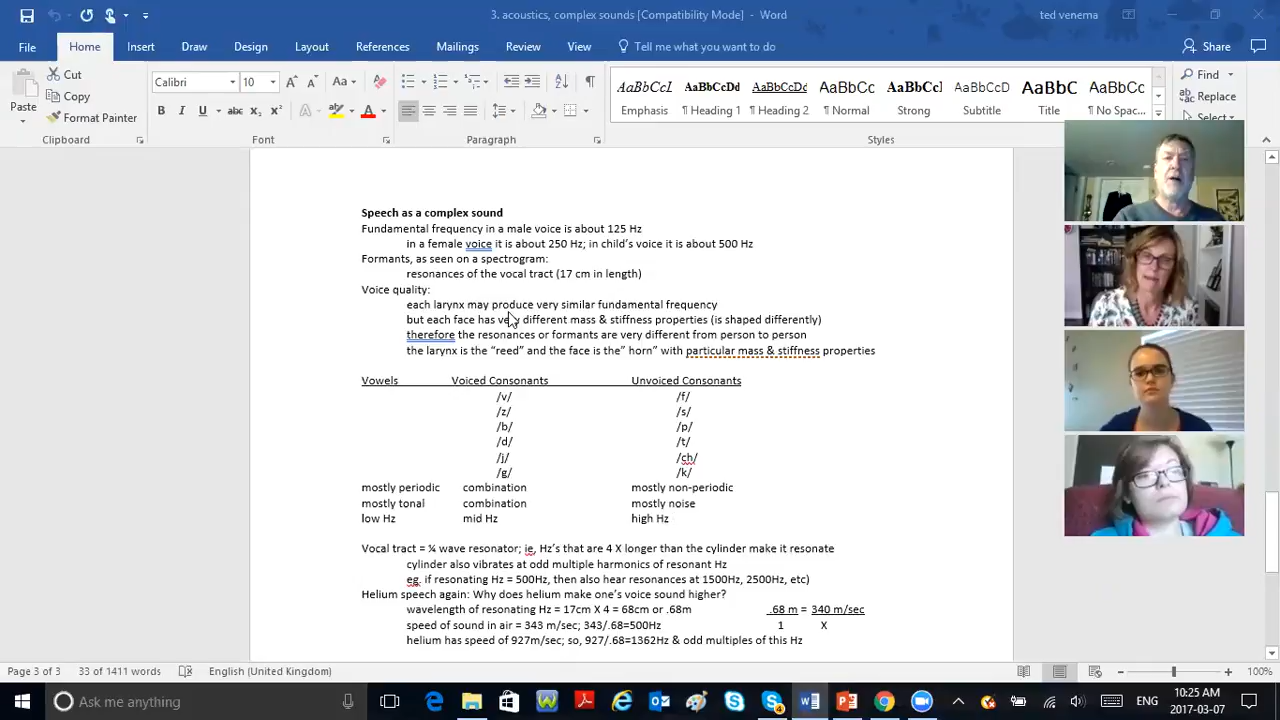 3. acoustics, complex sounds [Compatibility Mode] - Word
ted venema
File Home Insert Draw Design Layout References Mailings Review View Tell me what you want to do Share
Paste
Cut
Copy
Format Painter
Clipboard
Calibri 10
Font
Paragraph
AaBbCcI AaBbCcDd AaBbCcDd AaBbCc AaBbCcI AaBbCcDd AaBbC AaBbCc
Emphasis ¶ Heading 1 ¶ Heading 2 ¶ Normal Strong Subtitle Title ¶ No Spac...
Styles
Find
Replace
Select
Speech as a complex sound
Fundamental frequency in a male voice is about 125 Hz
in a female voice it is about 250 Hz; in child's voice it is about 500 Hz
Formants, as seen on a spectrogram:
resonances of the vocal tract (17 cm in length)
Voice quality:
each larynx may produce very similar fundamental frequency
but each face has very different mass & stiffness properties (is shaped differently)
therefore the resonances or formants are very different from person to person
the larynx is the "reed" and the face is the" horn" with particular mass & stiffness properties
Vowels Voiced Consonants Unvoiced Consonants
/v/ /f/
/z/ /s/
/b/ /p/
/d/ /t/
/j/ /ch/
/g/ /k/
mostly periodic combination mostly non-periodic
mostly tonal combination mostly noise
low Hz mid Hz high Hz
Vocal tract = ¼ wave resonator; ie, Hz's that are 4 X longer than the cylinder make it resonate
cylinder also vibrates at odd multiple harmonics of resonant Hz
eg. if resonating Hz = 500Hz, then also hear resonances at 1500Hz, 2500Hz, etc)
Helium speech again: Why does helium make one's voice sound higher?
wavelength of resonating Hz = 17cm X 4 = 68cm or .68m .68 m = 340 m/sec
speed of sound in air = 343 m/sec; 343/.68=500Hz 1 X
helium has speed of 927m/sec; so, 927/.68=1362Hz & odd multiples of this Hz
Page 3 of 3 33 of 1411 words English (United Kingdom) 100%
Ask me anything
ENG
10:25 AM
2017-03-07